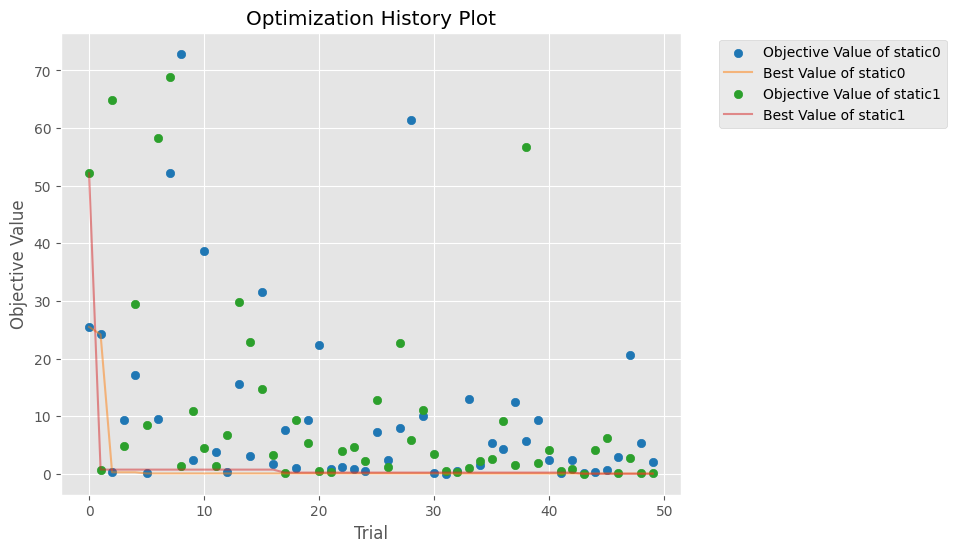 Optimization History Plot
Objective Value of static0
Best Value of static0
Objective Value of static1
Best Value of static1
Objective Value
70
60
50
40
30
20
10
0
0 10 20 30 40 50
Trial